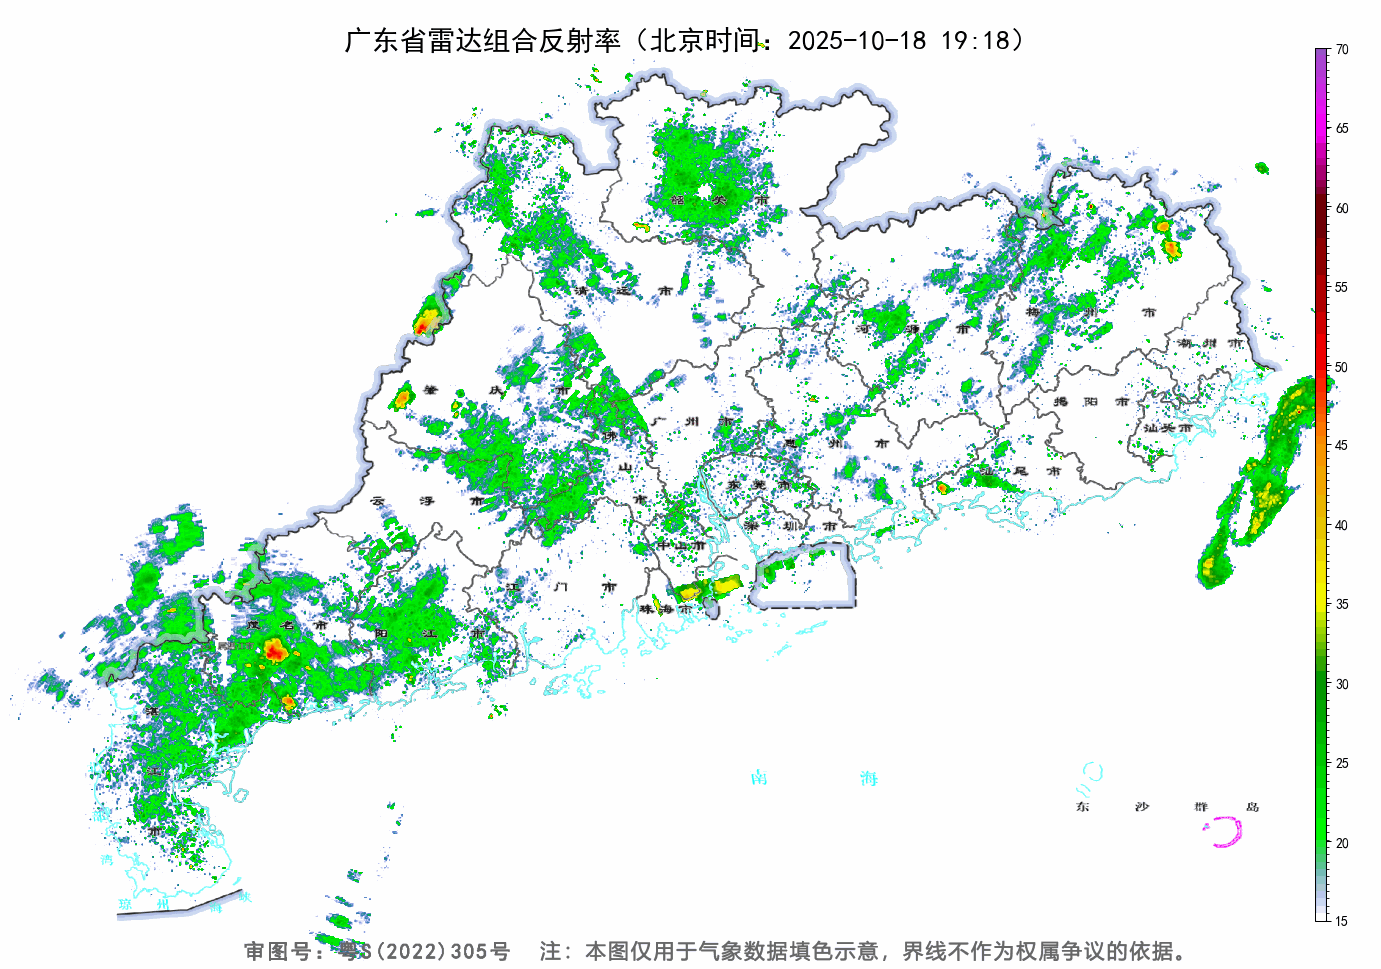 广东省雷达组合反射率（北京时间：2025-10-18 19:18）
70
65
60
55
50
45
40
35
30
25
20
15
韶关市
清远市
河源市
梅州市
潮州市
肇庆市
广州市
揭阳市
汕头市
佛山市
惠州市
汕尾市
云浮市
东莞市
深圳市
中山市
江门市
珠海市
茂名市
阳江市
湛江市
南海
东沙群岛
湾
琼州海峡
审图号：粤S(2022)305号 注：本图仅用于气象数据填色示意，界线不作为权属争议的依据。